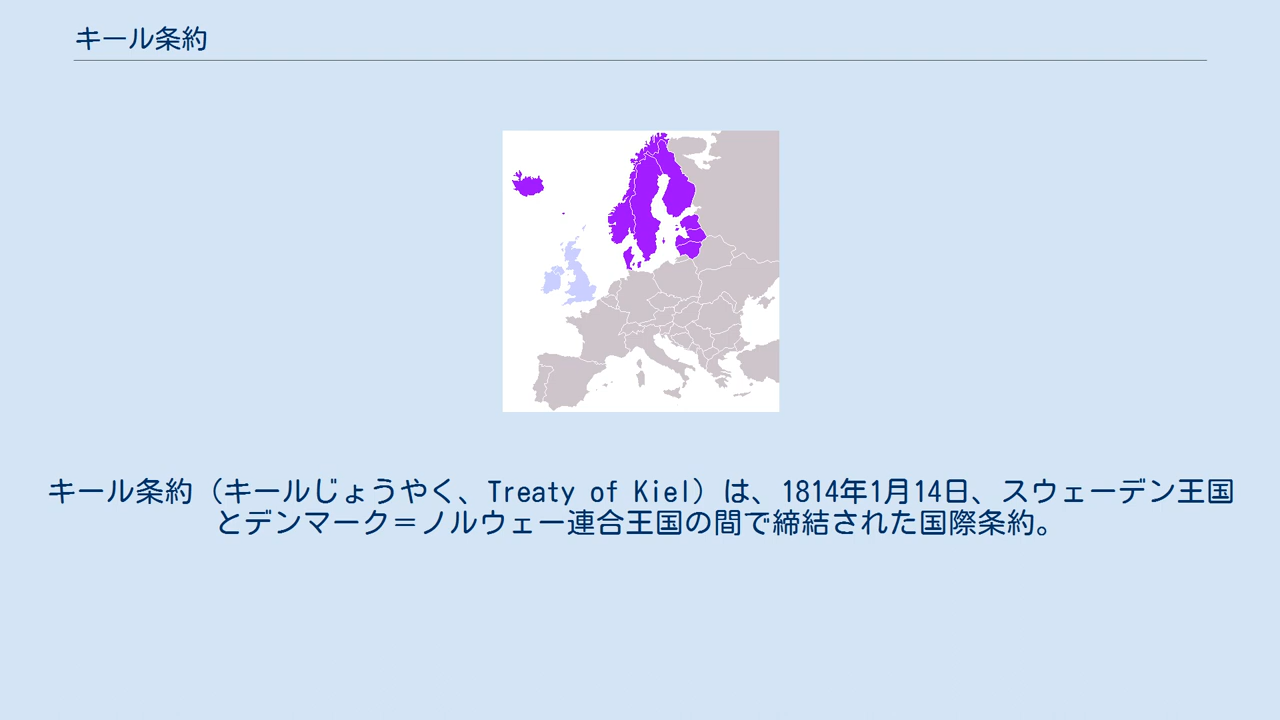 キール条約
キール条約（キールじょうやく、Treaty of Kiel）は、1814年1月14日、スウェーデン王国
とデンマーク＝ノルウェー連合王国の間で締結された国際条約。